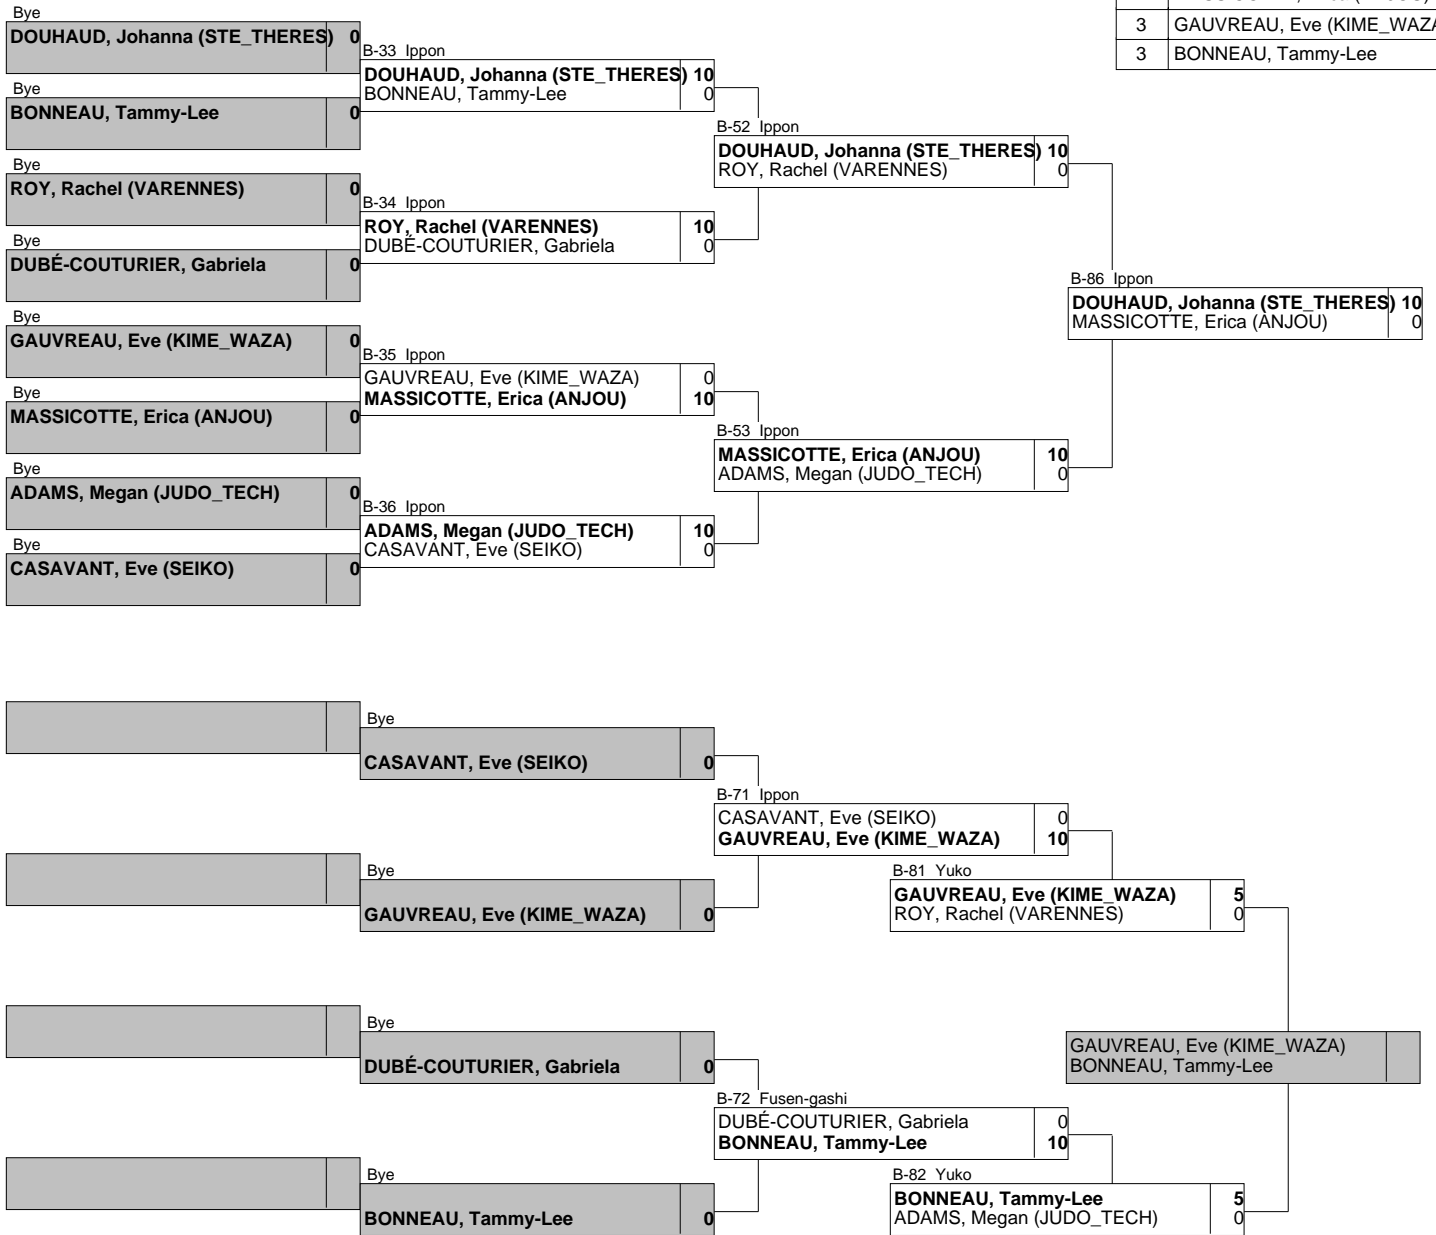 3 GAUVREAU, Eve (KIME_WAZA
3 BONNEAU, Tammy-Lee
Bye
DOUHAUD, Johanna (STE_THERES) 0
Bye
BONNEAU, Tammy-Lee 0
Bye
ROY, Rachel (VARENNES) 0
Bye
DUBÉ-COUTURIER, Gabriela 0
Bye
GAUVREAU, Eve (KIME_WAZA) 0
Bye
MASSICOTTE, Erica (ANJOU) 0
Bye
ADAMS, Megan (JUDO_TECH) 0
Bye
CASAVANT, Eve (SEIKO) 0
B-33 Ippon
DOUHAUD, Johanna (STE_THERES) 10
BONNEAU, Tammy-Lee 0
B-34 Ippon
ROY, Rachel (VARENNES) 10
DUBÉ-COUTURIER, Gabriela 0
B-35 Ippon
GAUVREAU, Eve (KIME_WAZA) 0
MASSICOTTE, Erica (ANJOU) 10
B-36 Ippon
ADAMS, Megan (JUDO_TECH) 10
CASAVANT, Eve (SEIKO) 0
B-52 Ippon
DOUHAUD, Johanna (STE_THERES) 10
ROY, Rachel (VARENNES) 0
B-53 Ippon
MASSICOTTE, Erica (ANJOU) 10
ADAMS, Megan (JUDO_TECH) 0
B-86 Ippon
DOUHAUD, Johanna (STE_THERES) 10
MASSICOTTE, Erica (ANJOU) 0
Bye
CASAVANT, Eve (SEIKO) 0
Bye
GAUVREAU, Eve (KIME_WAZA) 0
Bye
DUBÉ-COUTURIER, Gabriela 0
Bye
BONNEAU, Tammy-Lee 0
B-71 Ippon
CASAVANT, Eve (SEIKO) 0
GAUVREAU, Eve (KIME_WAZA) 10
B-72 Fusen-gashi
DUBÉ-COUTURIER, Gabriela 0
BONNEAU, Tammy-Lee 10
B-81 Yuko
GAUVREAU, Eve (KIME_WAZA) 5
ROY, Rachel (VARENNES) 0
B-82 Yuko
BONNEAU, Tammy-Lee 5
ADAMS, Megan (JUDO_TECH) 0
GAUVREAU, Eve (KIME_WAZA)
BONNEAU, Tammy-Lee